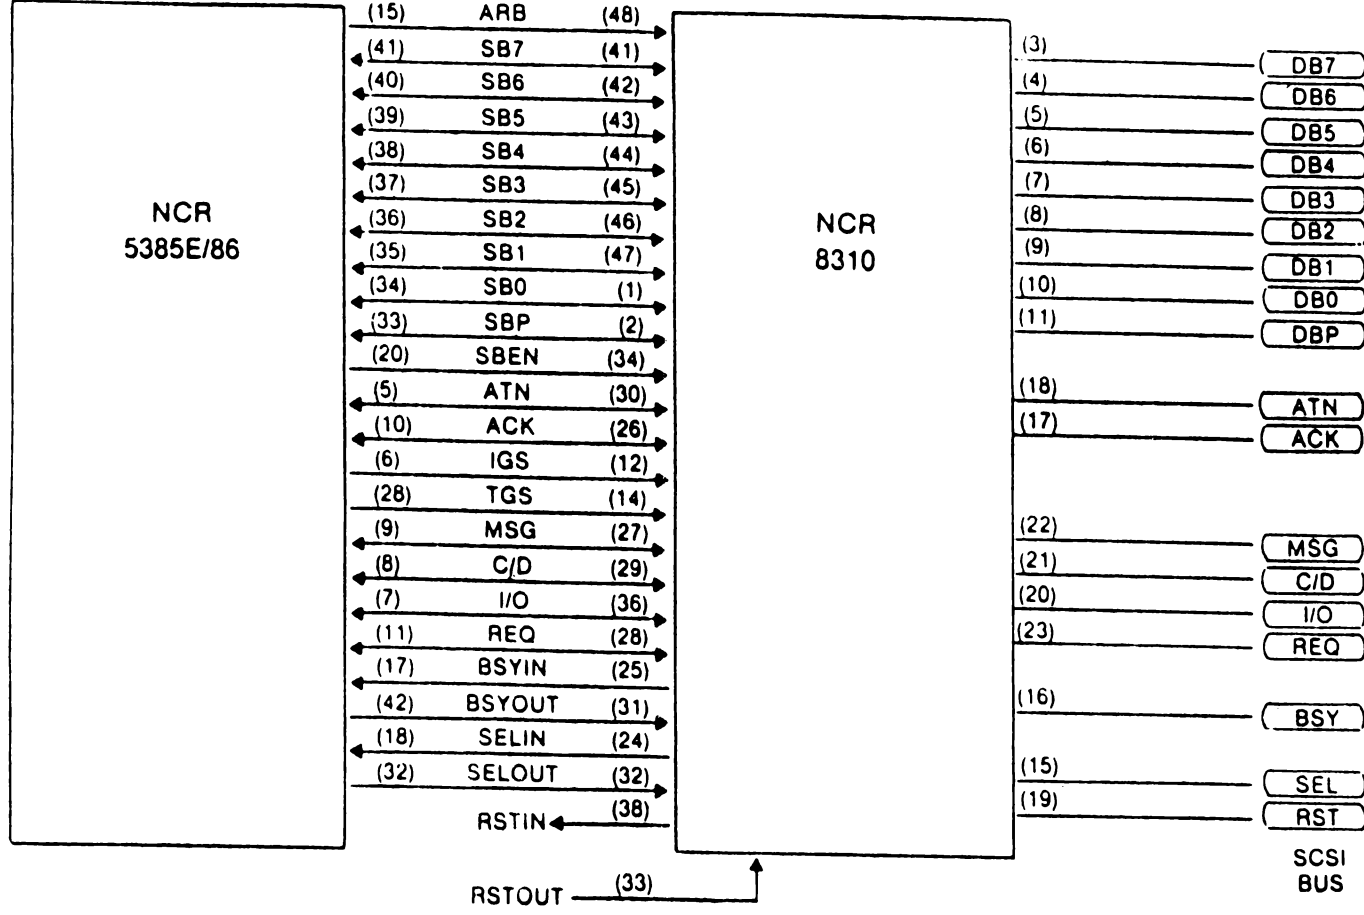 (15) ARB (48)
(41) SB7 (41)
(3)
DB7
(40) SB6 (42)
(4)
DB6
(39) SB5 (43)
(5)
DB5
(38) SB4 (44)
(6)
DB4
(37) SB3 (45)
(7)
DB3
(36) SB2 (46)
(8)
DB2
(35) SB1 (47)
(9)
DB1
(34) SB0 (1)
(10)
DB0
(33) SBP (2)
(11)
DBP
NCR
5385E/86
NCR
8310
(20) SBEN (34)
(5) ATN (30)
(18)
ATN
(10) ACK (26)
(17)
ACK
(6) IGS (12)
(28) TGS (14)
(9) MSG (27)
(22)
MSG
(8) C/D (29)
(21)
C/D
(7) I/O (36)
(20)
I/O
(11) REQ (28)
(23)
REQ
(17) BSYIN (25)
(42) BSYOUT (31)
(16)
BSY
(18) SELIN (24)
(32) SELOUT (32)
(15)
SEL
RSTIN (38)
(19)
RST
RSTOUT (33)
SCSI
BUS